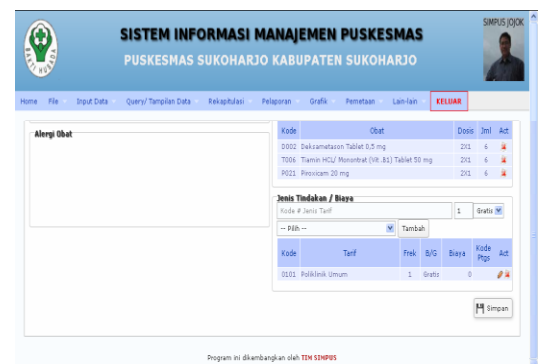 SIMPUS JOJOK
SISTEM INFORMASI MANAJEMEN PUSKESMAS
PUSKESMAS SUKOHARJO KABUPATEN SUKOHARJO
BAKTI HUSADA
Home File Input Data Query/ Tampilan Data Rekapitulasi Pelaporan Grafik Pemetaan Lain-lain KELUAR
Alergi Obat
Kode Obat Dosis Jml Act
D002 Deksametason Tablet 0,5 mg 2X1 6
T006 Tiamin HCL/ Mononitrat (Vit .B1) Tablet 50 mg 2X1 6
P021 Piroxicam 20 mg 2X1 6
Jenis Tindakan / Biaya
Kode # Jenis Tarif 1 Gratis
-- Pilih -- Tambah
Kode Tarif Frek B/G Biaya Kode Ptgs Act
0101 Poliklinik Umum 1 Gratis 0
Simpan
Program ini dikembangkan oleh TIM SIMPUS